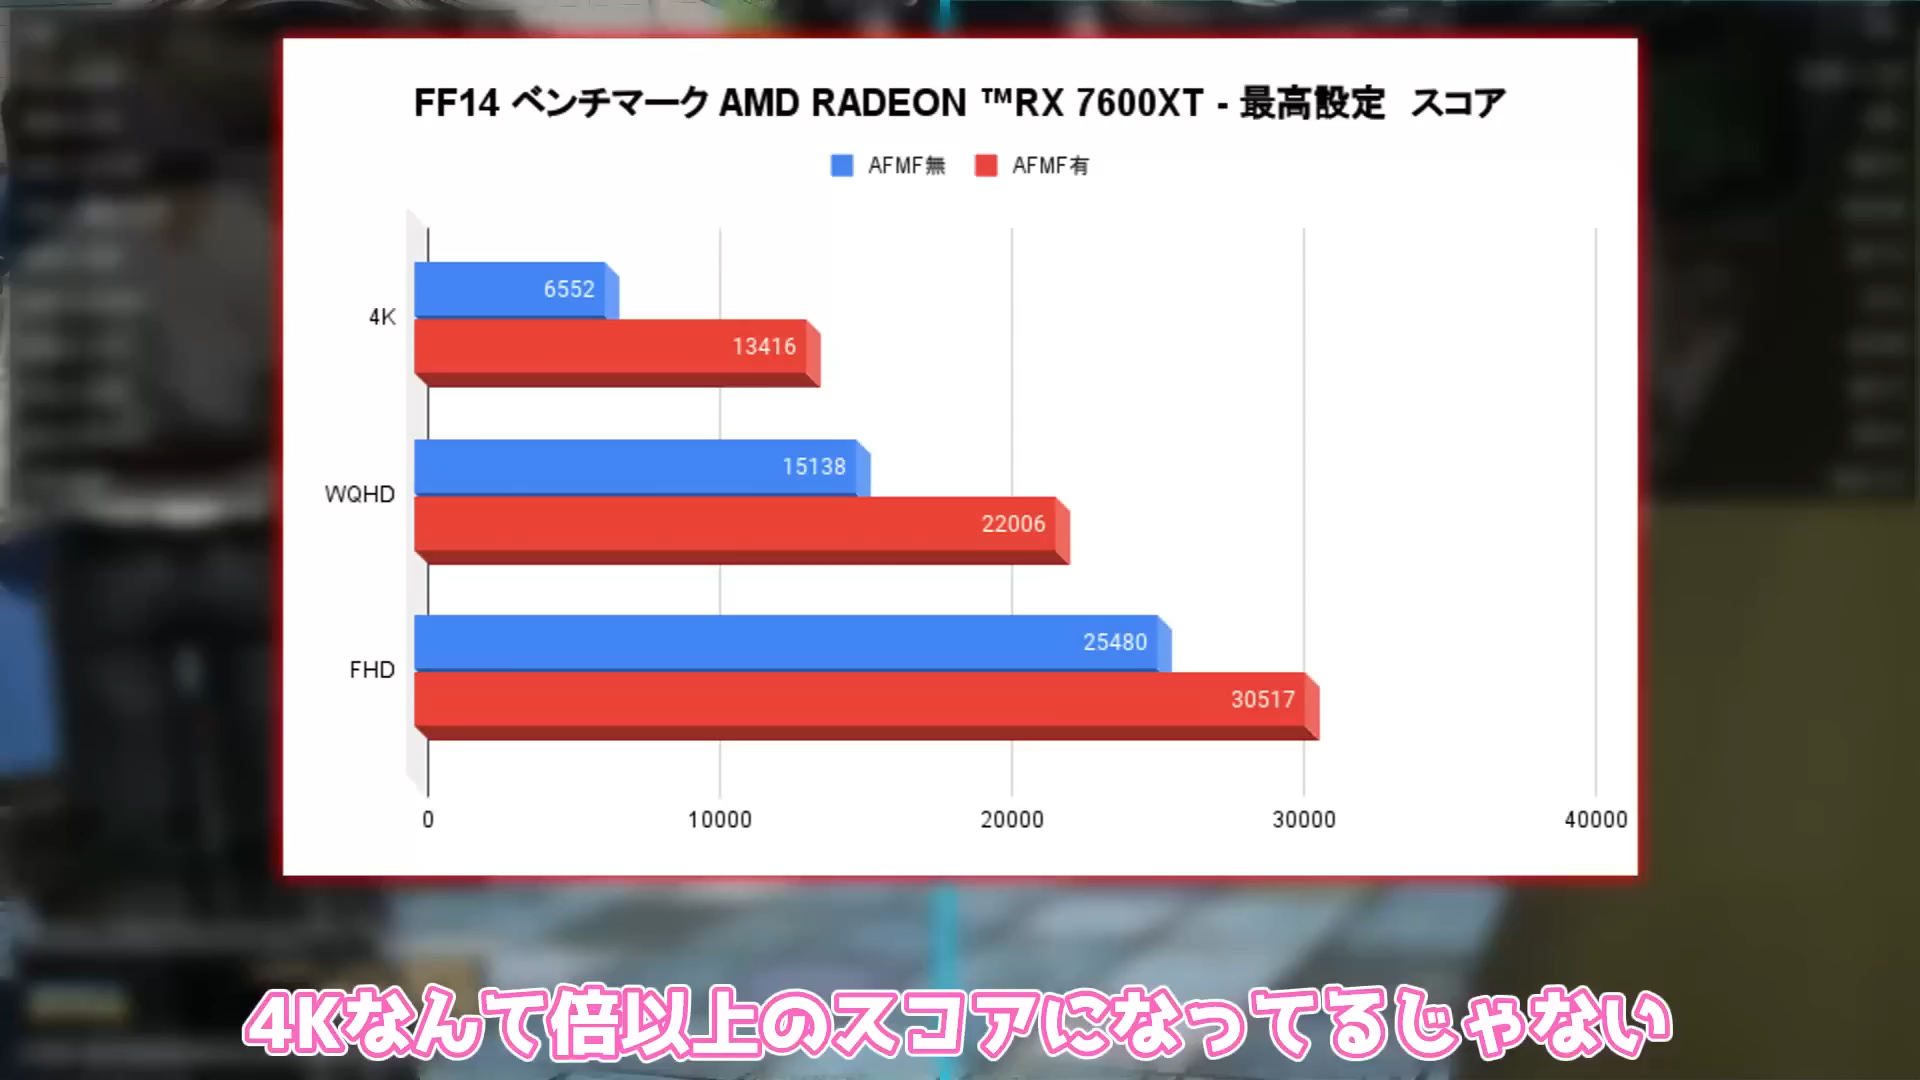 FF14 ベンチマーク AMD RADEON ™RX 7600XT - 最高設定　スコア
AFMF無 AFMF有
4K 6552
13416
WQHD 15138
22006
FHD 25480
30517
0 10000 20000 30000 40000
4Kなんて倍以上のスコアになってるじゃない